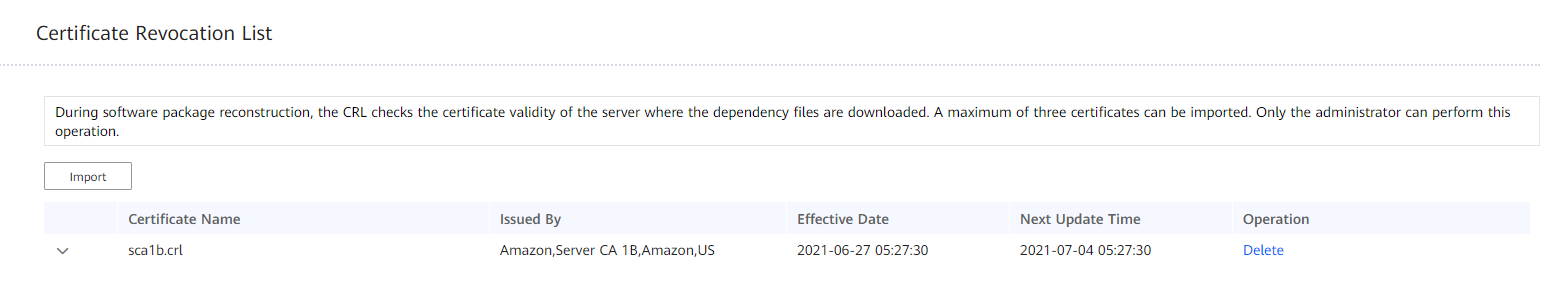 Certificate Revocation List
During software package reconstruction, the CRL checks the certificate validity of the server where the dependency files are downloaded. A maximum of three certificates can be imported. Only the administrator can perform this
operation.
Import
Certificate Name Issued By Effective Date Next Update Time Operation
sca1b.crl Amazon,Server CA 1B,Amazon,US 2021-06-27 05:27:30 2021-07-04 05:27:30 Delete